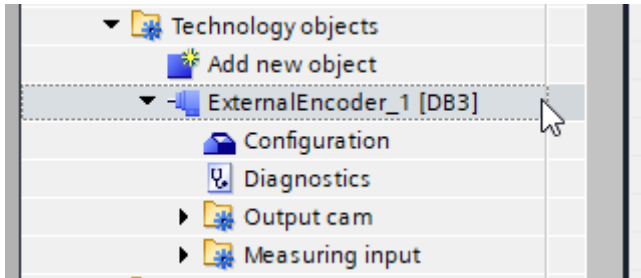 Technology objects
Add new object
ExternalEncoder_1 [DB3]
Configuration
Diagnostics
Output cam
Measuring input